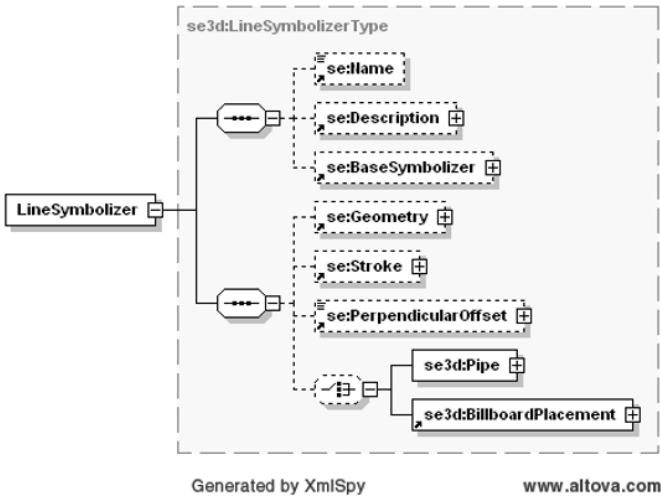 se3d:LineSymbolizerType
se:Name
se:Description
se:BaseSymbolizer
LineSymbolizer
se:Geometry
se:Stroke
se:PerpendicularOffset
se3d:Pipe
se3d:BillboardPlacement
Generated by XmlSpy www.altova.com